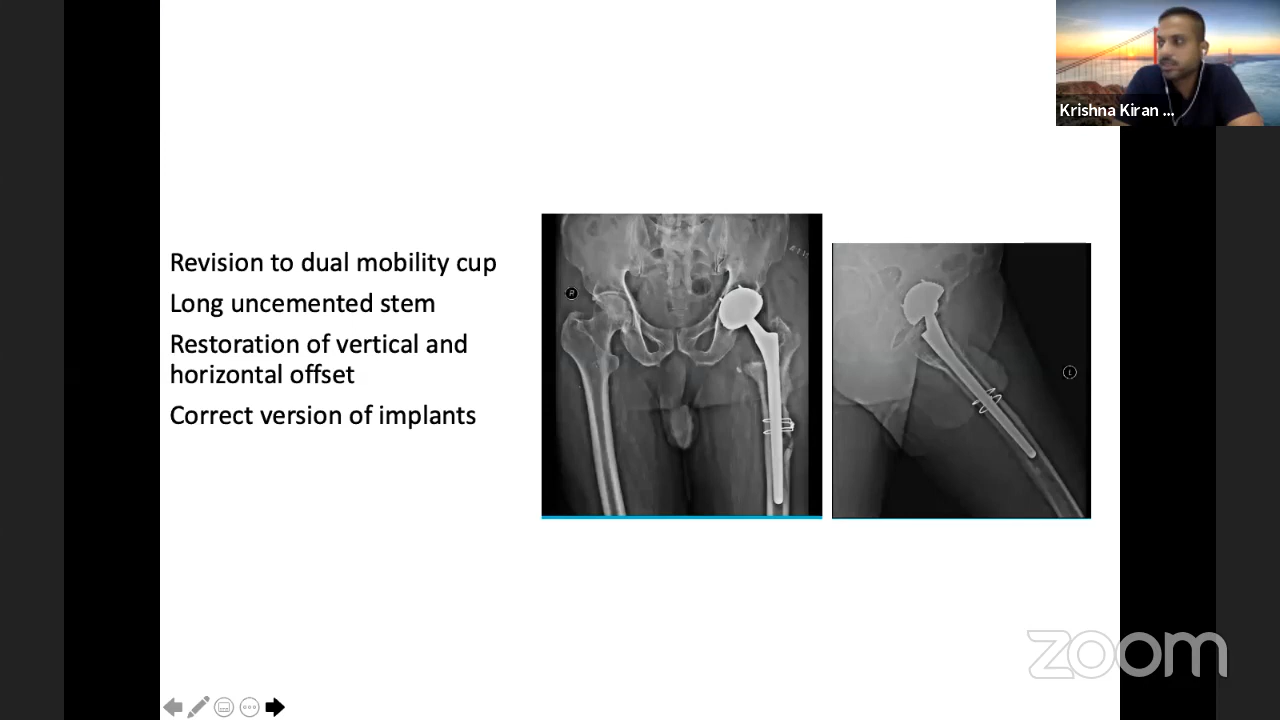 Krishna Kiran ...
Revision to dual mobility cup
Long uncemented stem
Restoration of vertical and
horizontal offset
Correct version of implants
R
L
zoom